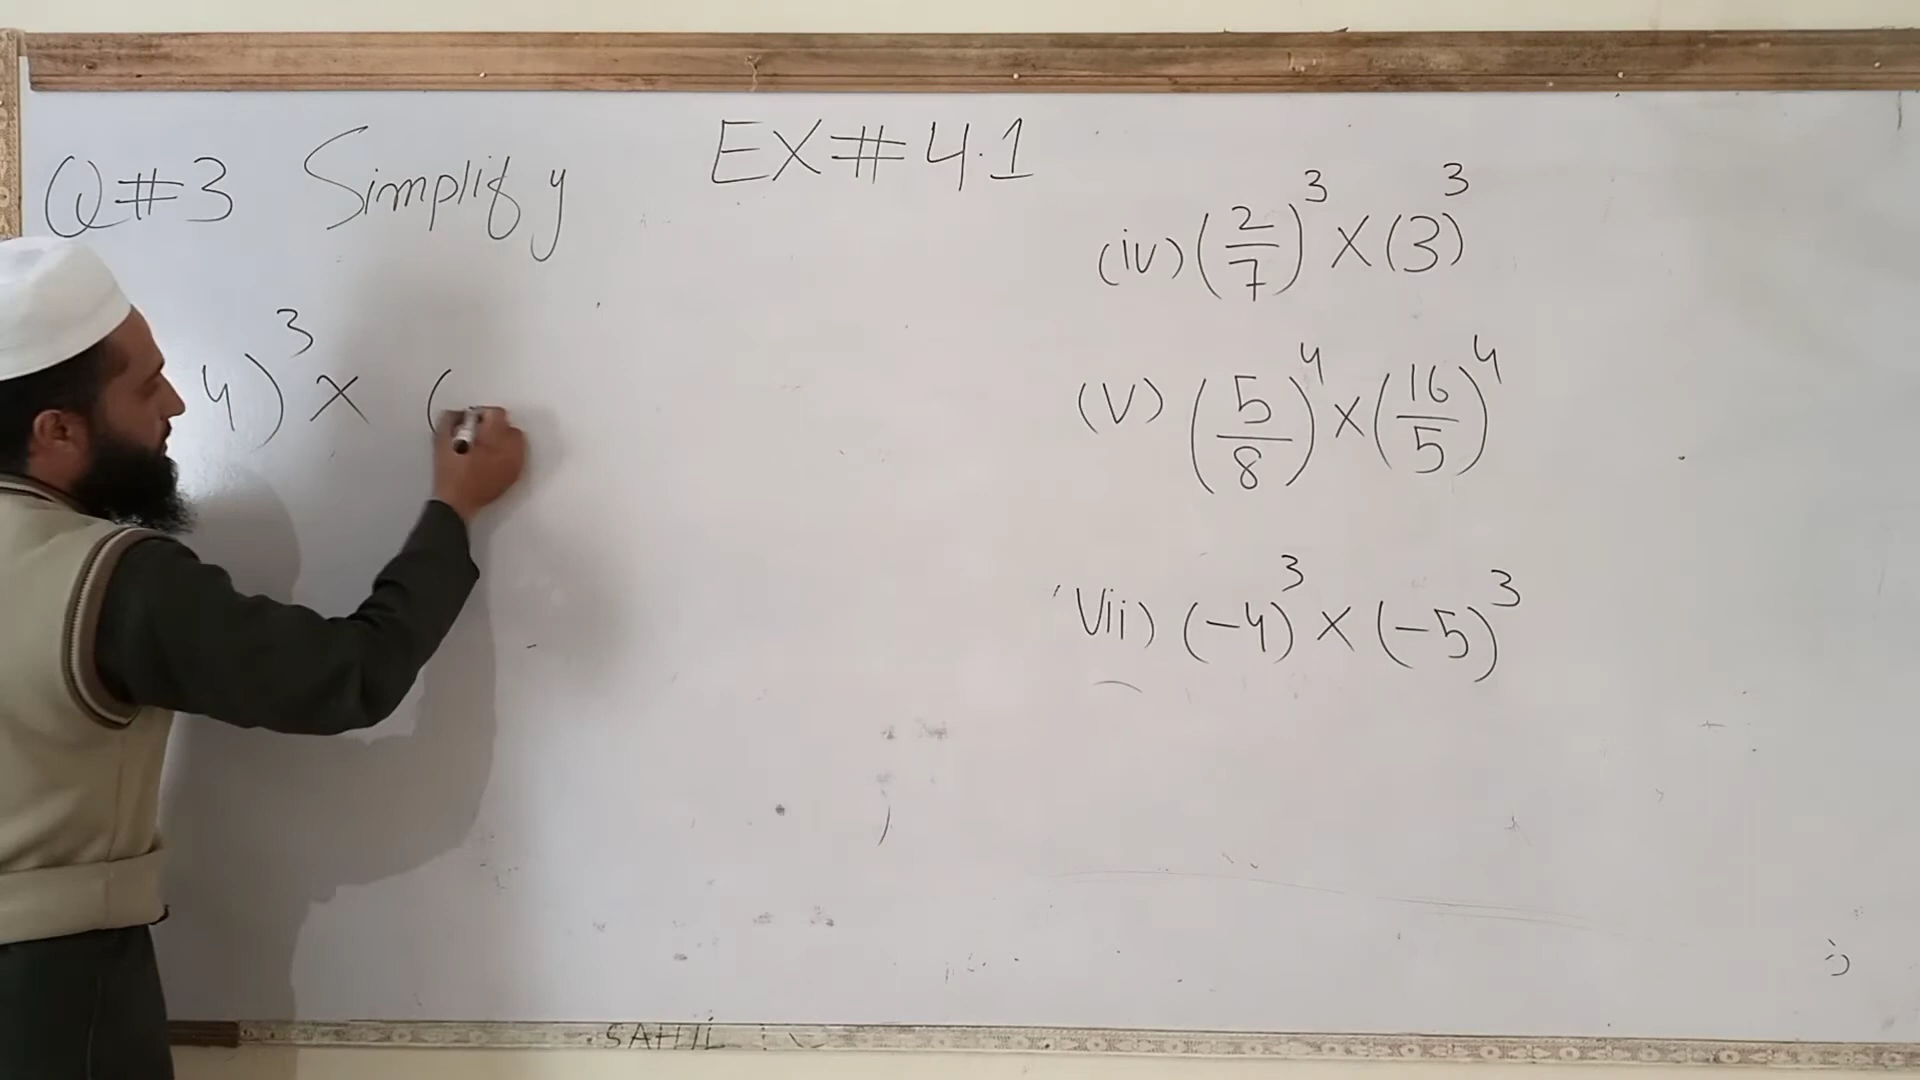 EX#4.1
Q#3 Simplify
4)³ × (
(iv) (2/7)³ × (3)³
(V) (5/8)⁴ × (16/5)⁴
Vii) (-4)³ × (-5)³
SAHIL